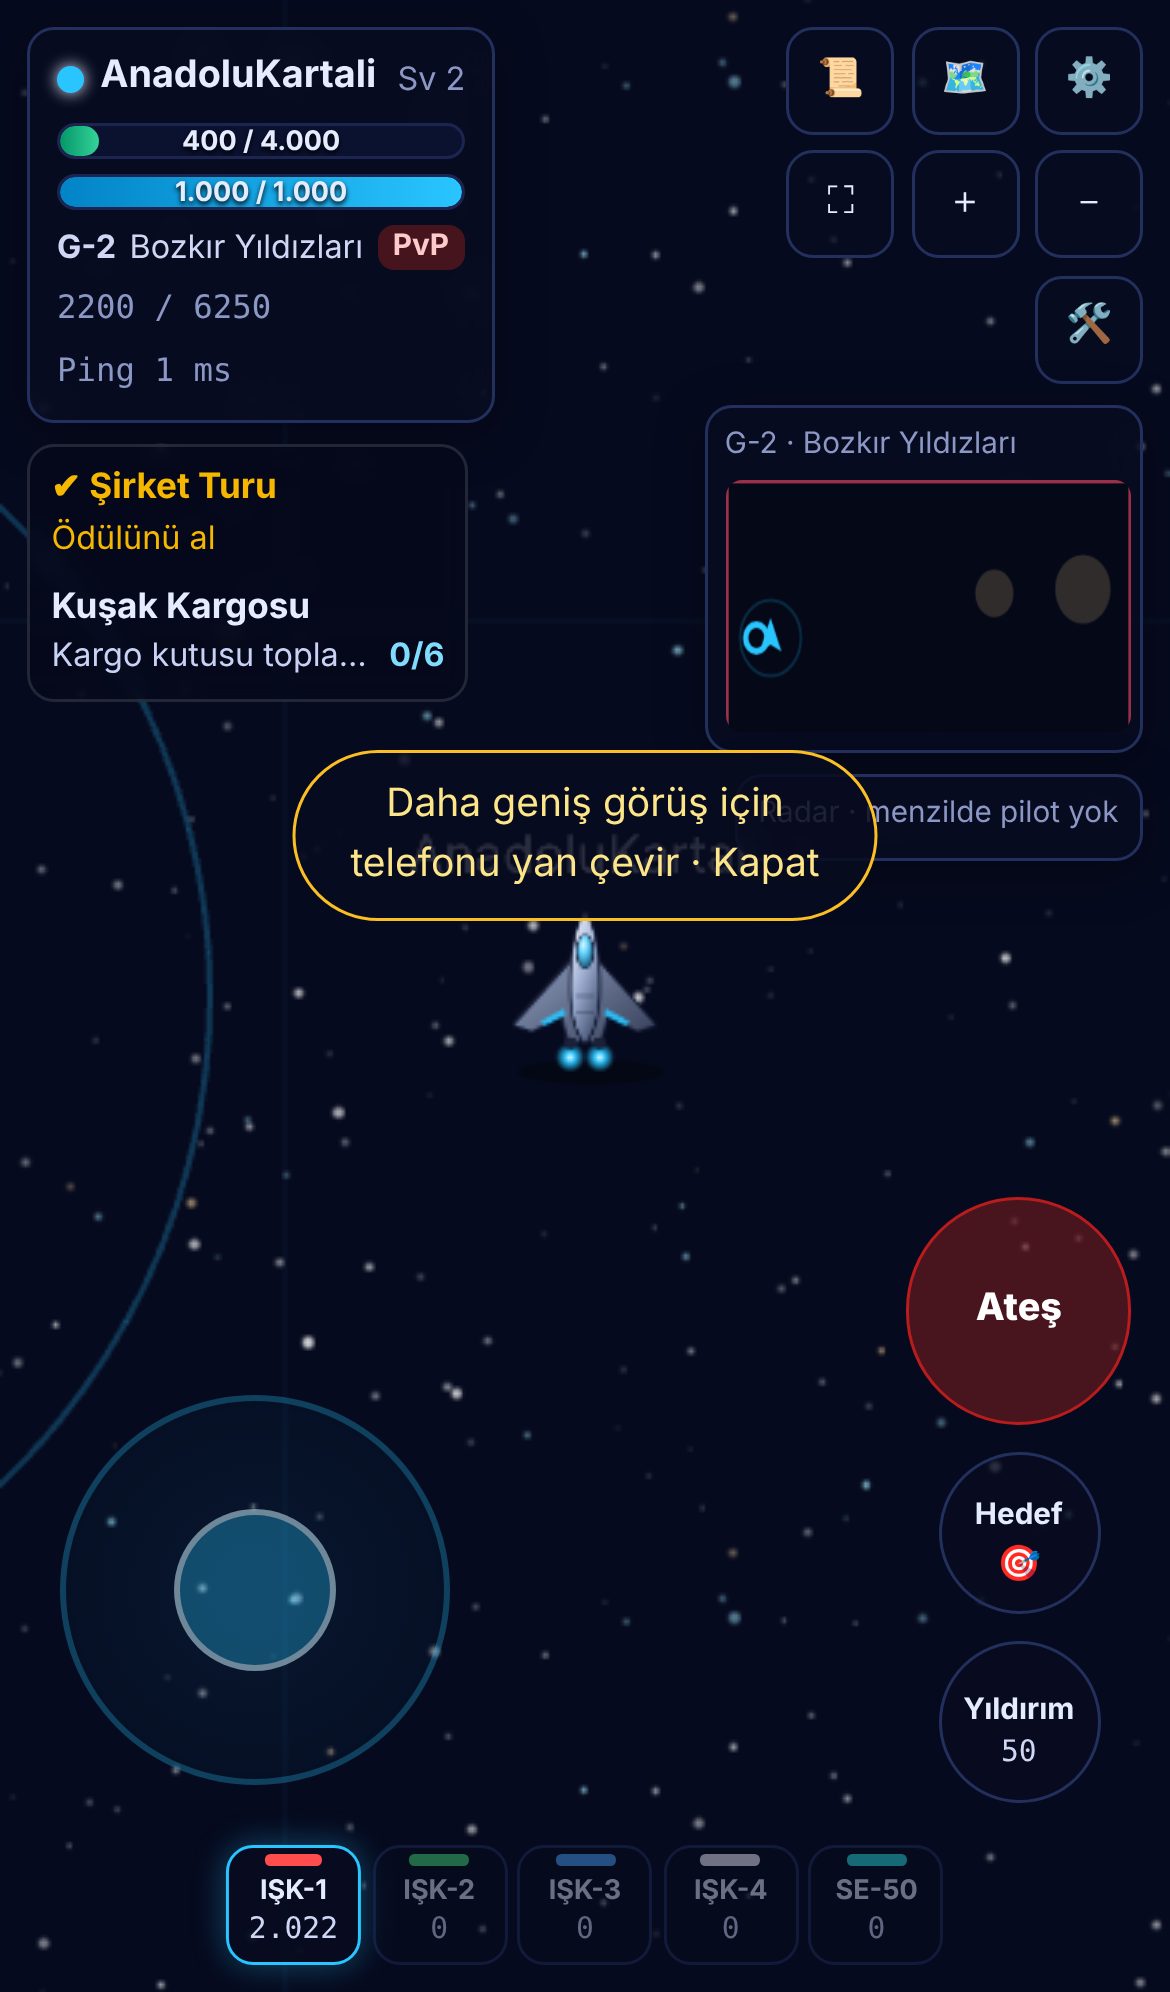 AnadoluKartali Sv 2
400 / 4.000
1.000 / 1.000
G-2 Bozkır Yıldızları PvP
2200 / 6250
Ping 1 ms
✔ Şirket Turu
Ödülünü al
Kuşak Kargosu
Kargo kutusu topla... 0/6
G-2 · Bozkır Yıldızları
Radar · menzilde pilot yok
Daha geniş görüş için
telefonu yan çevir · Kapat
AnadoluKartali
Ateş
Hedef
Yıldırım
50
IŞK-1
2.022
IŞK-2
0
IŞK-3
0
IŞK-4
0
SE-50
0